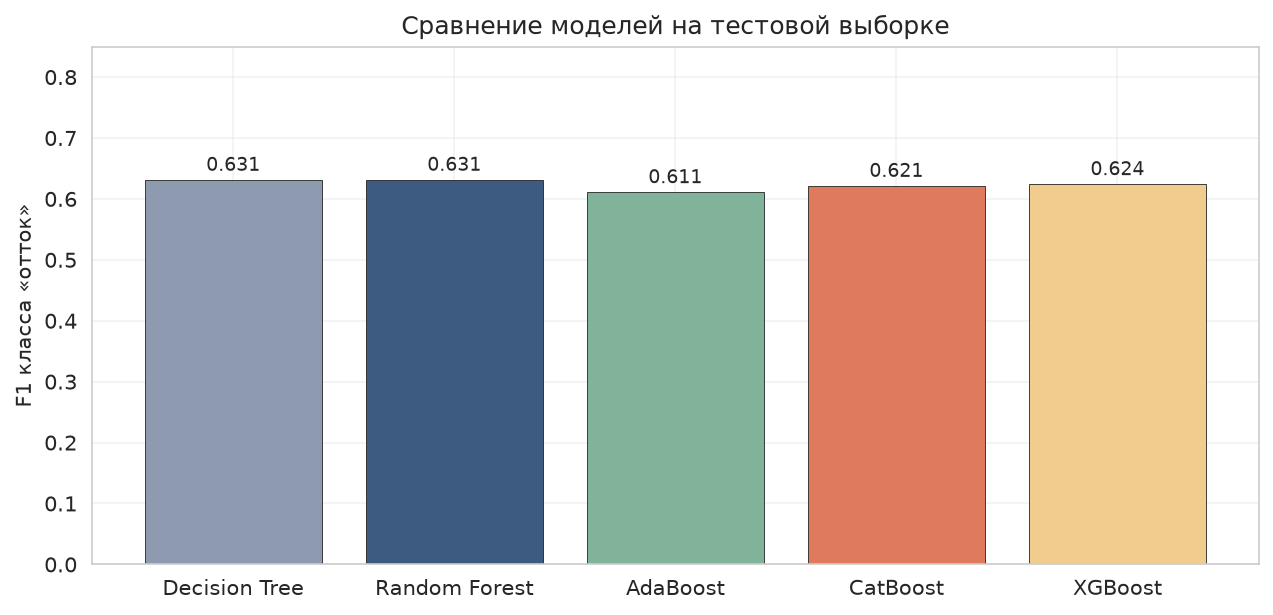 Сравнение моделей на тестовой выборке
F1 класса «отток»
0.8
0.7
0.6
0.5
0.4
0.3
0.2
0.1
0.0
0.631
0.631
0.611
0.621
0.624
Decision Tree
Random Forest
AdaBoost
CatBoost
XGBoost